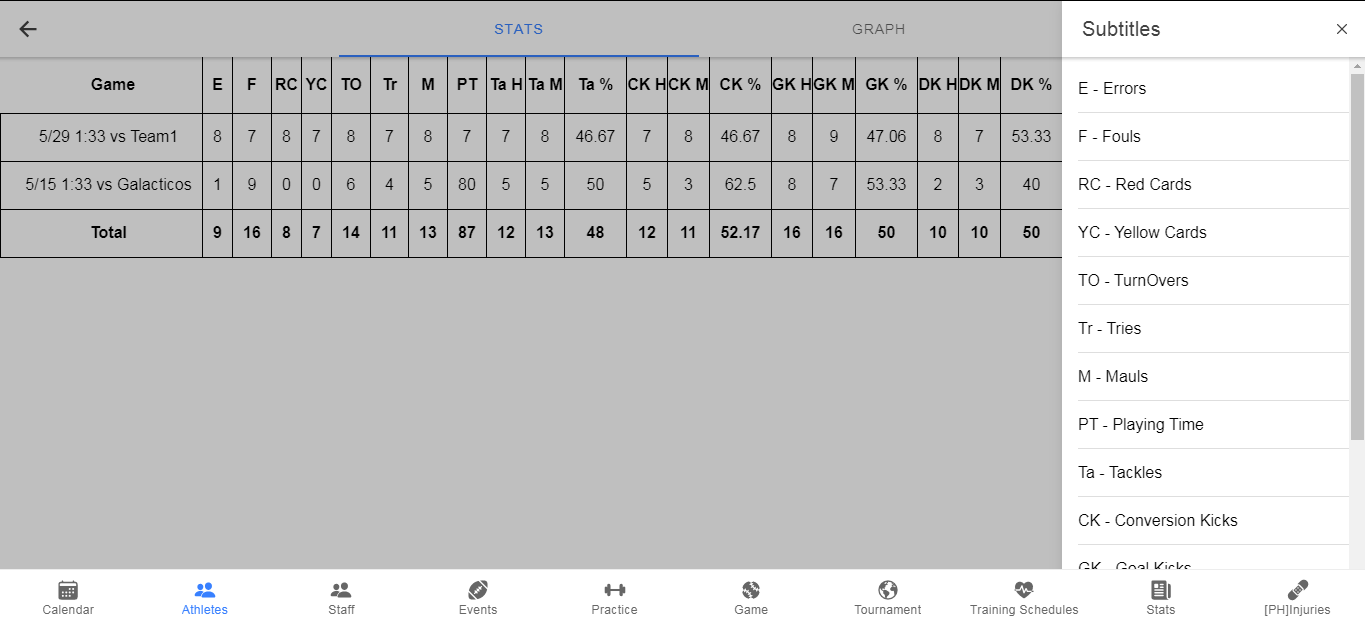 STATS GRAPH Subtitles
Game E F RC YC TO Tr M PT Ta H Ta M Ta % CK H CK M CK % GK H GK M GK % DK H DK M DK %
5/29 1:33 vs Team1 8 7 8 7 8 7 8 7 7 8 46.67 7 8 46.67 8 9 47.06 8 7 53.33
5/15 1:33 vs Galacticos 1 9 0 0 6 4 5 80 5 5 50 5 3 62.5 8 7 53.33 2 3 40
Total 9 16 8 7 14 11 13 87 12 13 48 12 11 52.17 16 16 50 10 10 50
E - Errors
F - Fouls
RC - Red Cards
YC - Yellow Cards
TO - TurnOvers
Tr - Tries
M - Mauls
PT - Playing Time
Ta - Tackles
CK - Conversion Kicks
GK - Goal Kicks
Calendar Athletes Staff Events Practice Game Tournament Training Schedules Stats [PH]Injuries